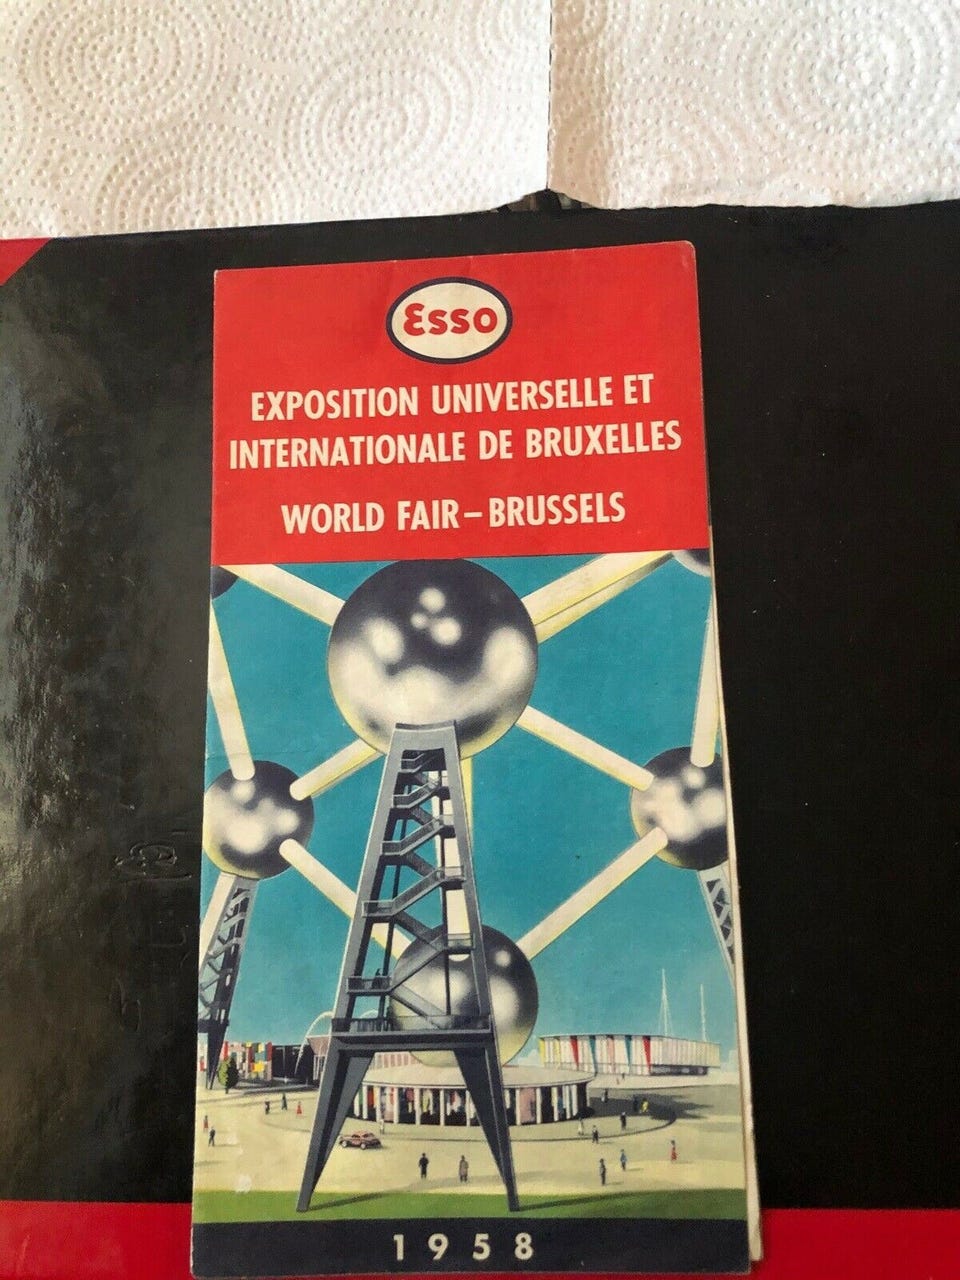 Esso
EXPOSITION UNIVERSELLE ET
INTERNATIONALE DE BRUXELLES
WORLD FAIR – BRUSSELS
1958